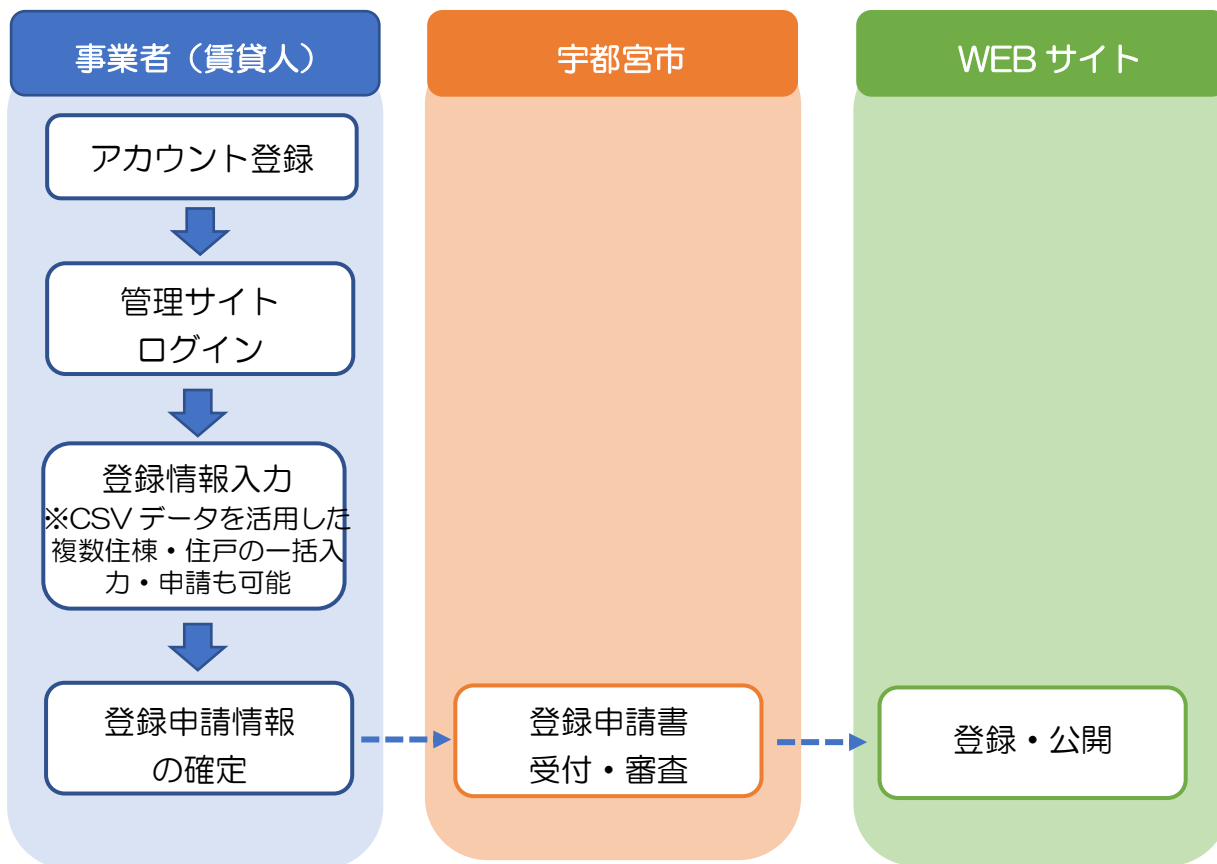 事業者（賃貸人）
宇都宮市
WEB サイト
アカウント登録
管理サイト
ログイン
登録情報入力
※CSV データを活用した
複数住棟・住戸の一括入
力・申請も可能
登録申請情報
の確定
登録申請書
受付・審査
登録・公開